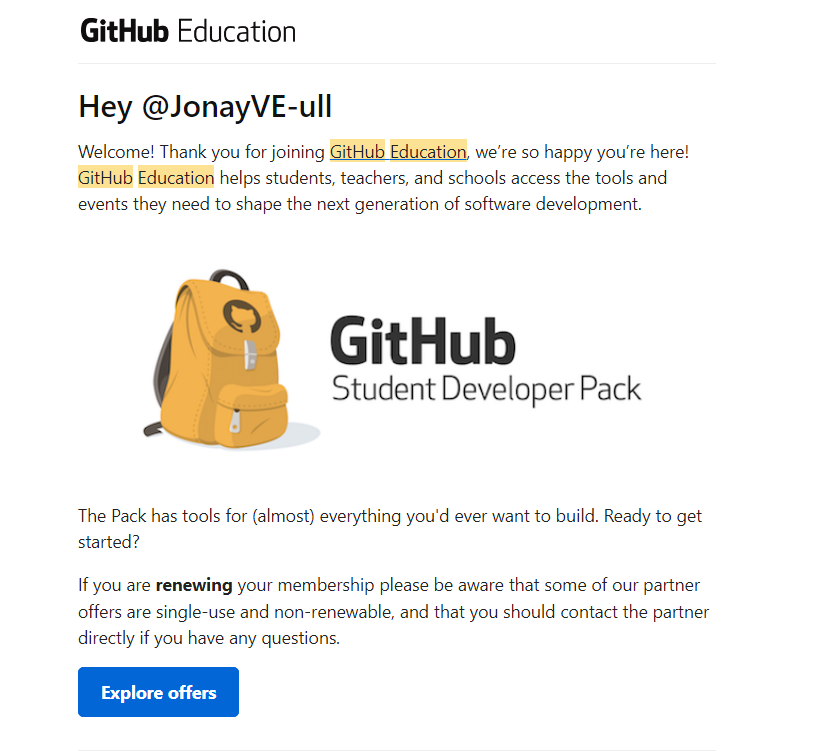 GitHub Education
Hey @JonayVE-ull
Welcome! Thank you for joining GitHub Education, we’re so happy you’re here!
GitHub Education helps students, teachers, and schools access the tools and
events they need to shape the next generation of software development.
GitHub
Student Developer Pack
The Pack has tools for (almost) everything you'd ever want to build. Ready to get
started?
If you are renewing your membership please be aware that some of our partner
offers are single-use and non-renewable, and that you should contact the partner
directly if you have any questions.
Explore offers